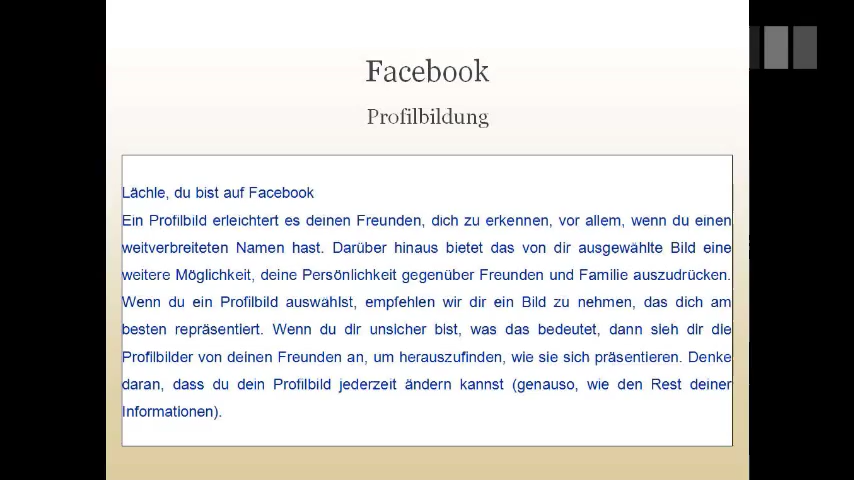 Facebook
Profilbildung
Lächle, du bist auf Facebook
Ein Profilbild erleichtert es deinen Freunden, dich zu erkennen, vor allem, wenn du einen
weitverbreiteten Namen hast. Darüber hinaus bietet das von dir ausgewählte Bild eine
weitere Möglichkeit, deine Persönlichkeit gegenüber Freunden und Familie auszudrücken.
Wenn du ein Profilbild auswählst, empfehlen wir dir ein Bild zu nehmen, das dich am
besten repräsentiert. Wenn du dir unsicher bist, was das bedeutet, dann sieh dir die
Profilbilder von deinen Freunden an, um herauszufinden, wie sie sich präsentieren. Denke
daran, dass du dein Profilbild jederzeit ändern kannst (genauso, wie den Rest deiner
Informationen).